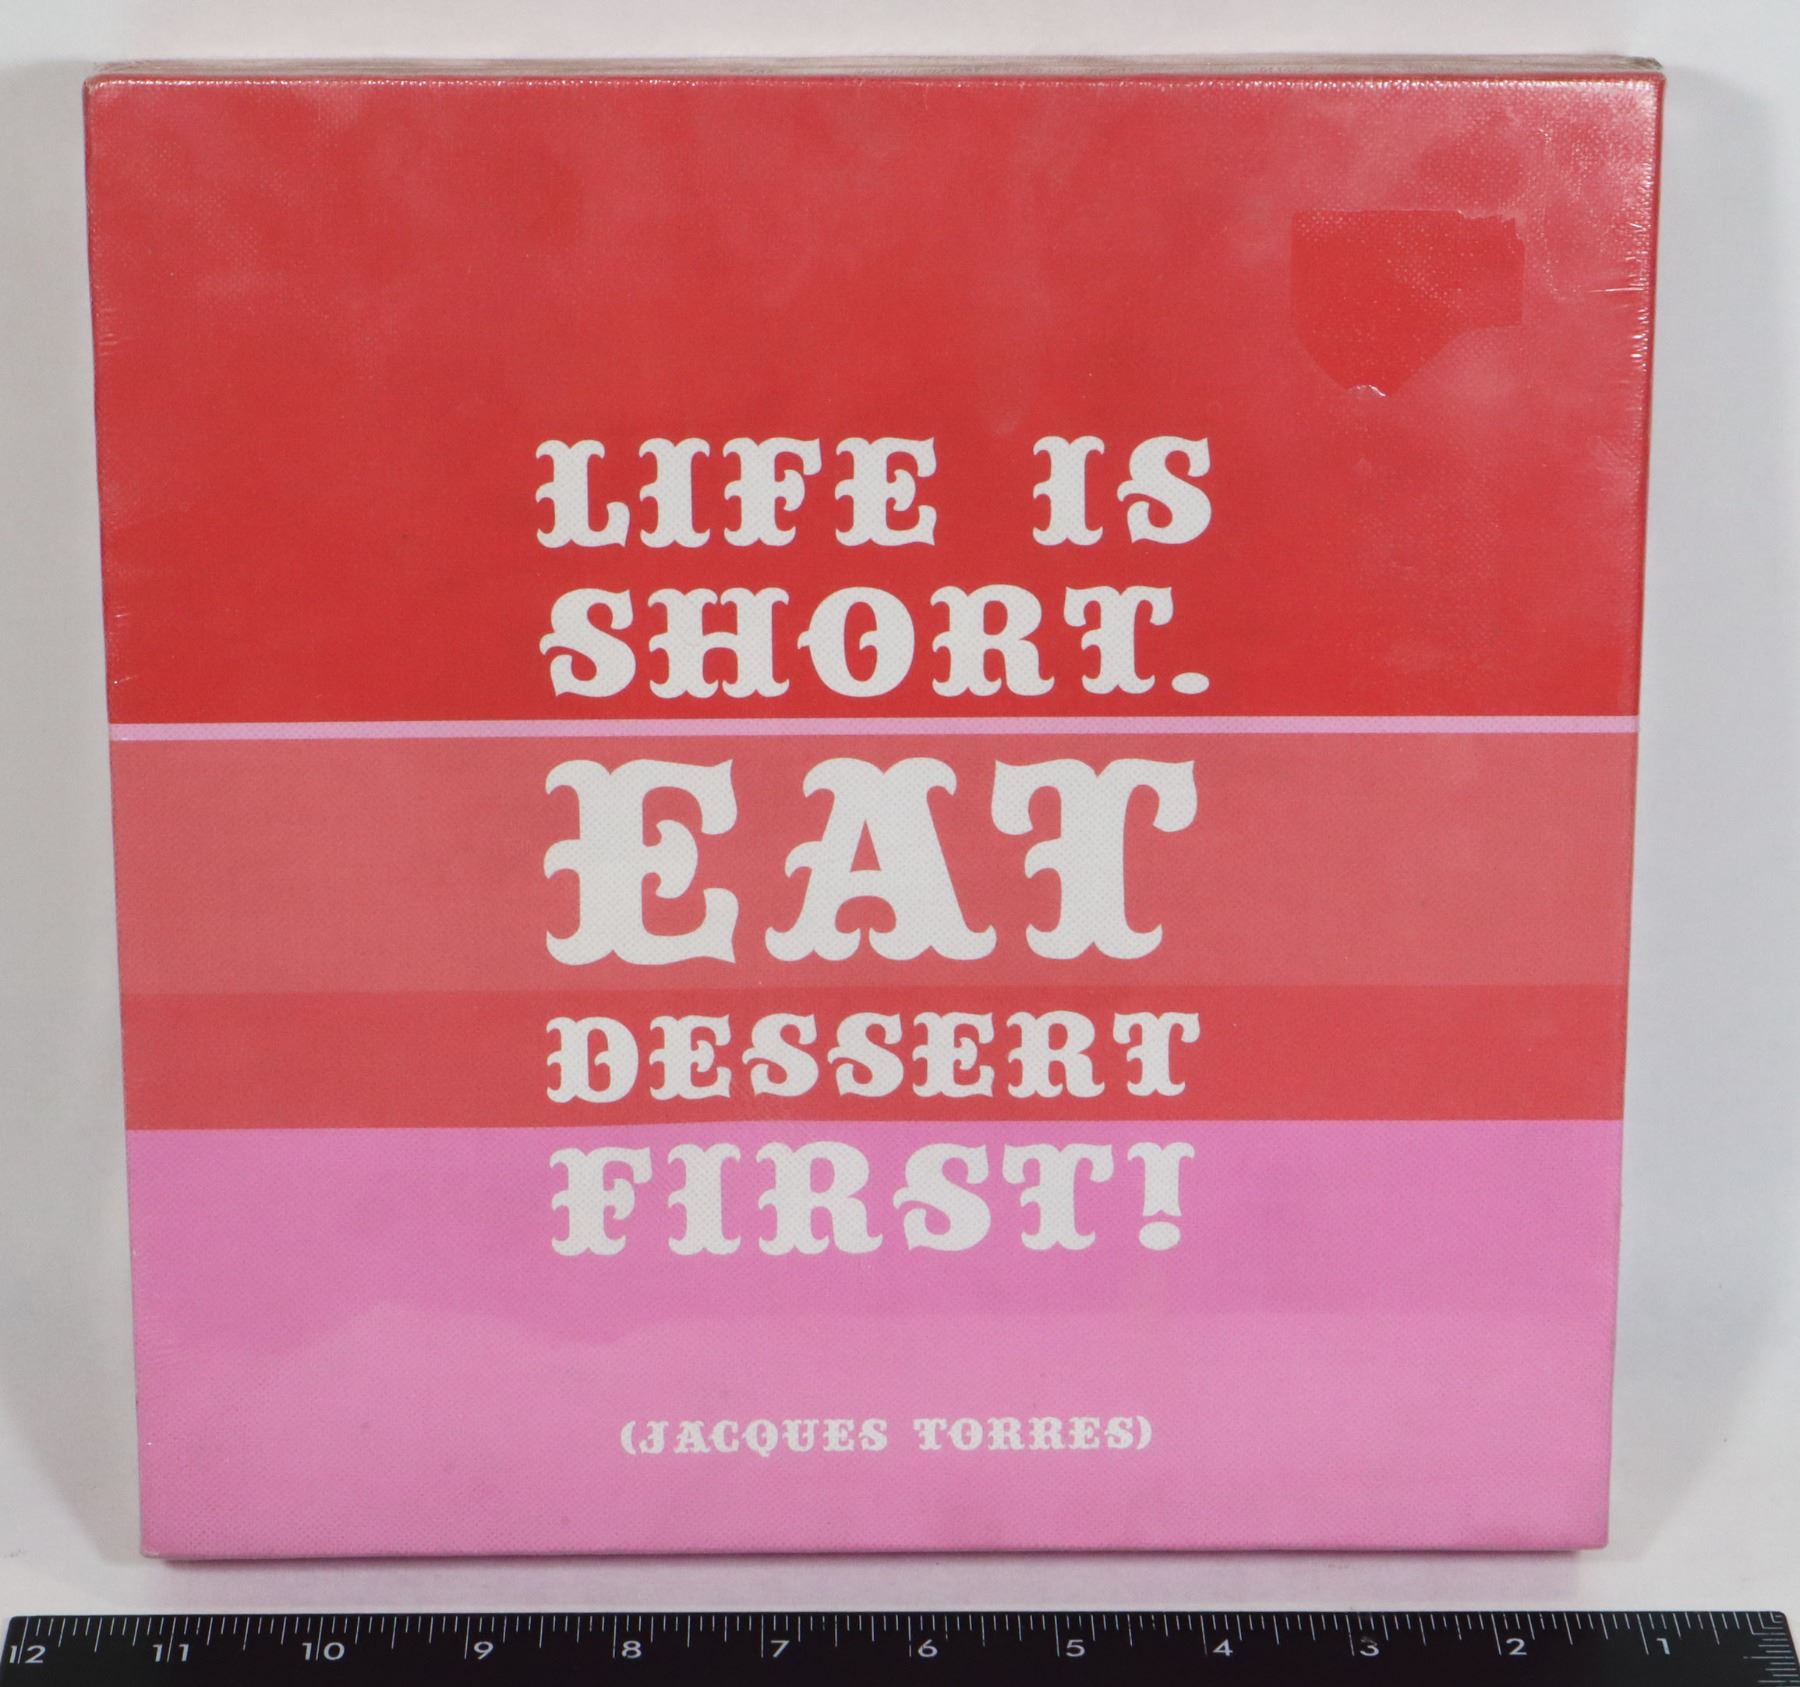 LIFE IS
SHORT.
EAT
DESSERT
FIRST!
(JACQUES TORRES)
12 11 10 9 8 7 6 5 4 3 2 1